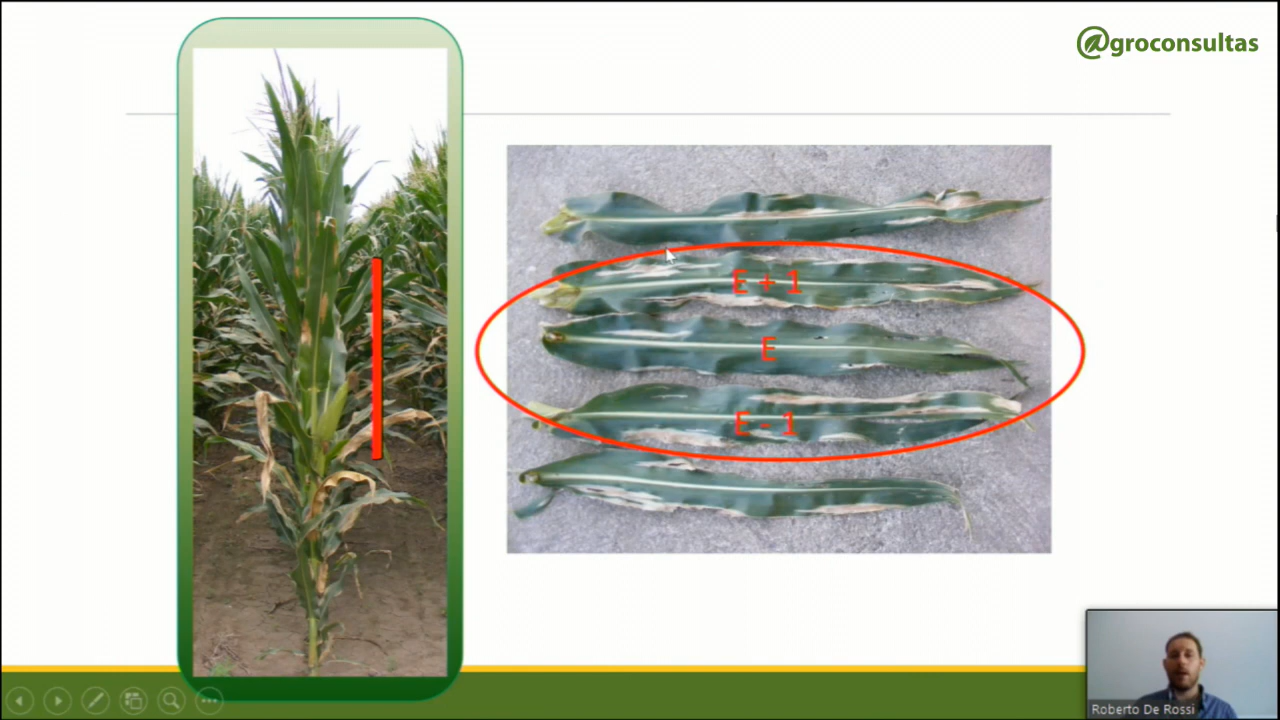 @groconsultas
E + 1
E
E - 1
Roberto De Rossi